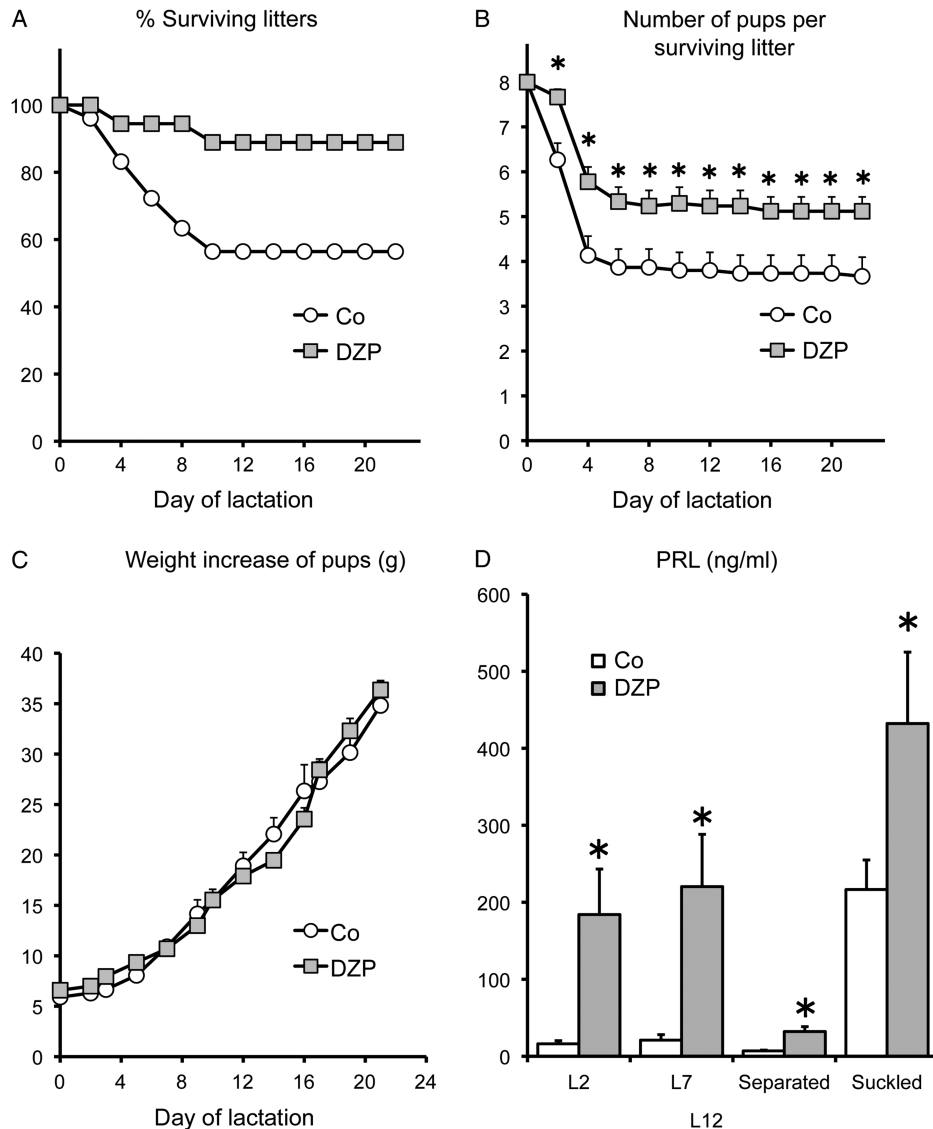 A % Surviving litters
100
80
60
40
20
0
0 4 8 12 16 20
Day of lactation
Co
DZP
B Number of pups per
surviving litter
8
7
6
5
4
3
2
1
0
* * * * * * * * * * *
0 4 8 12 16 20
Day of lactation
Co
DZP
C Weight increase of pups (g)
40
35
30
25
20
15
10
5
0
0 4 8 12 16 20 24
Day of lactation
Co
DZP
D PRL (ng/ml)
600
500
400
300
200
100
0
Co
DZP
* * * *
L2 L7 Separated Suckled
L12